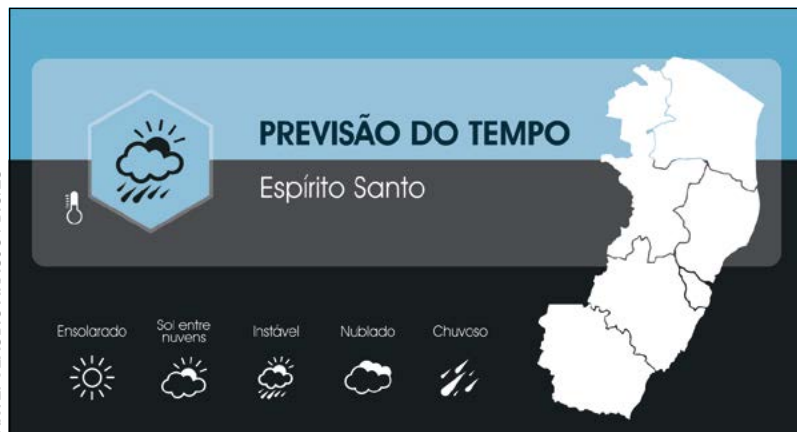 PREVISÃO DO TEMPO
Espírito Santo
Ensolarado
Sol entre
nuvens
Instável
Nublado
Chuvoso